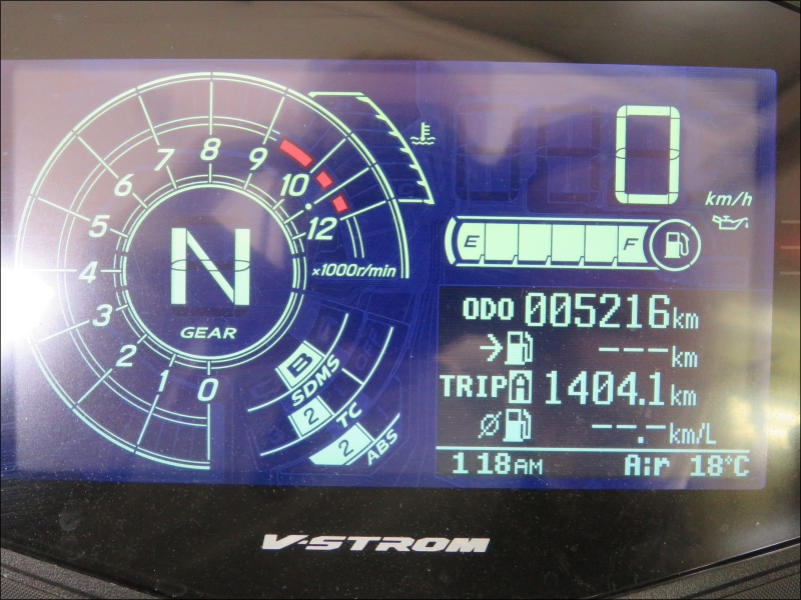 8
7 9
6 10
5 12
4 x1000r/min
N
GEAR
3
2
1
0
0
km/h
E F
B
SDMS
2
TC
2
ABS
ODO 005216km
→ ---km
TRIP A 1404.1km
Ø --.-km/L
1 18AM Air 18°C
V-STROM